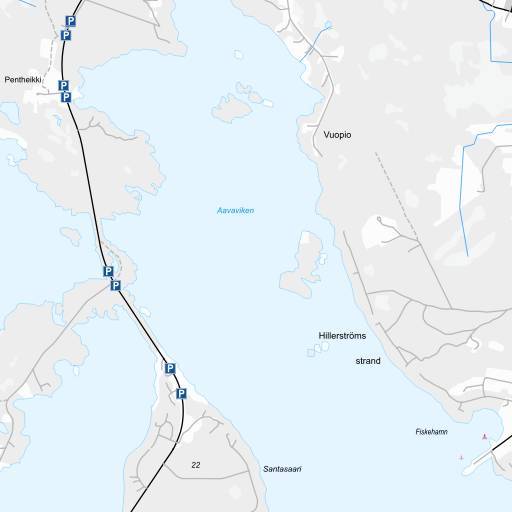 P
P
Pentheikki
P
P
Vuopio
Aavaviken
P
P
Hillerströms
strand
P
P
Fiskehamn
22
Santasaari